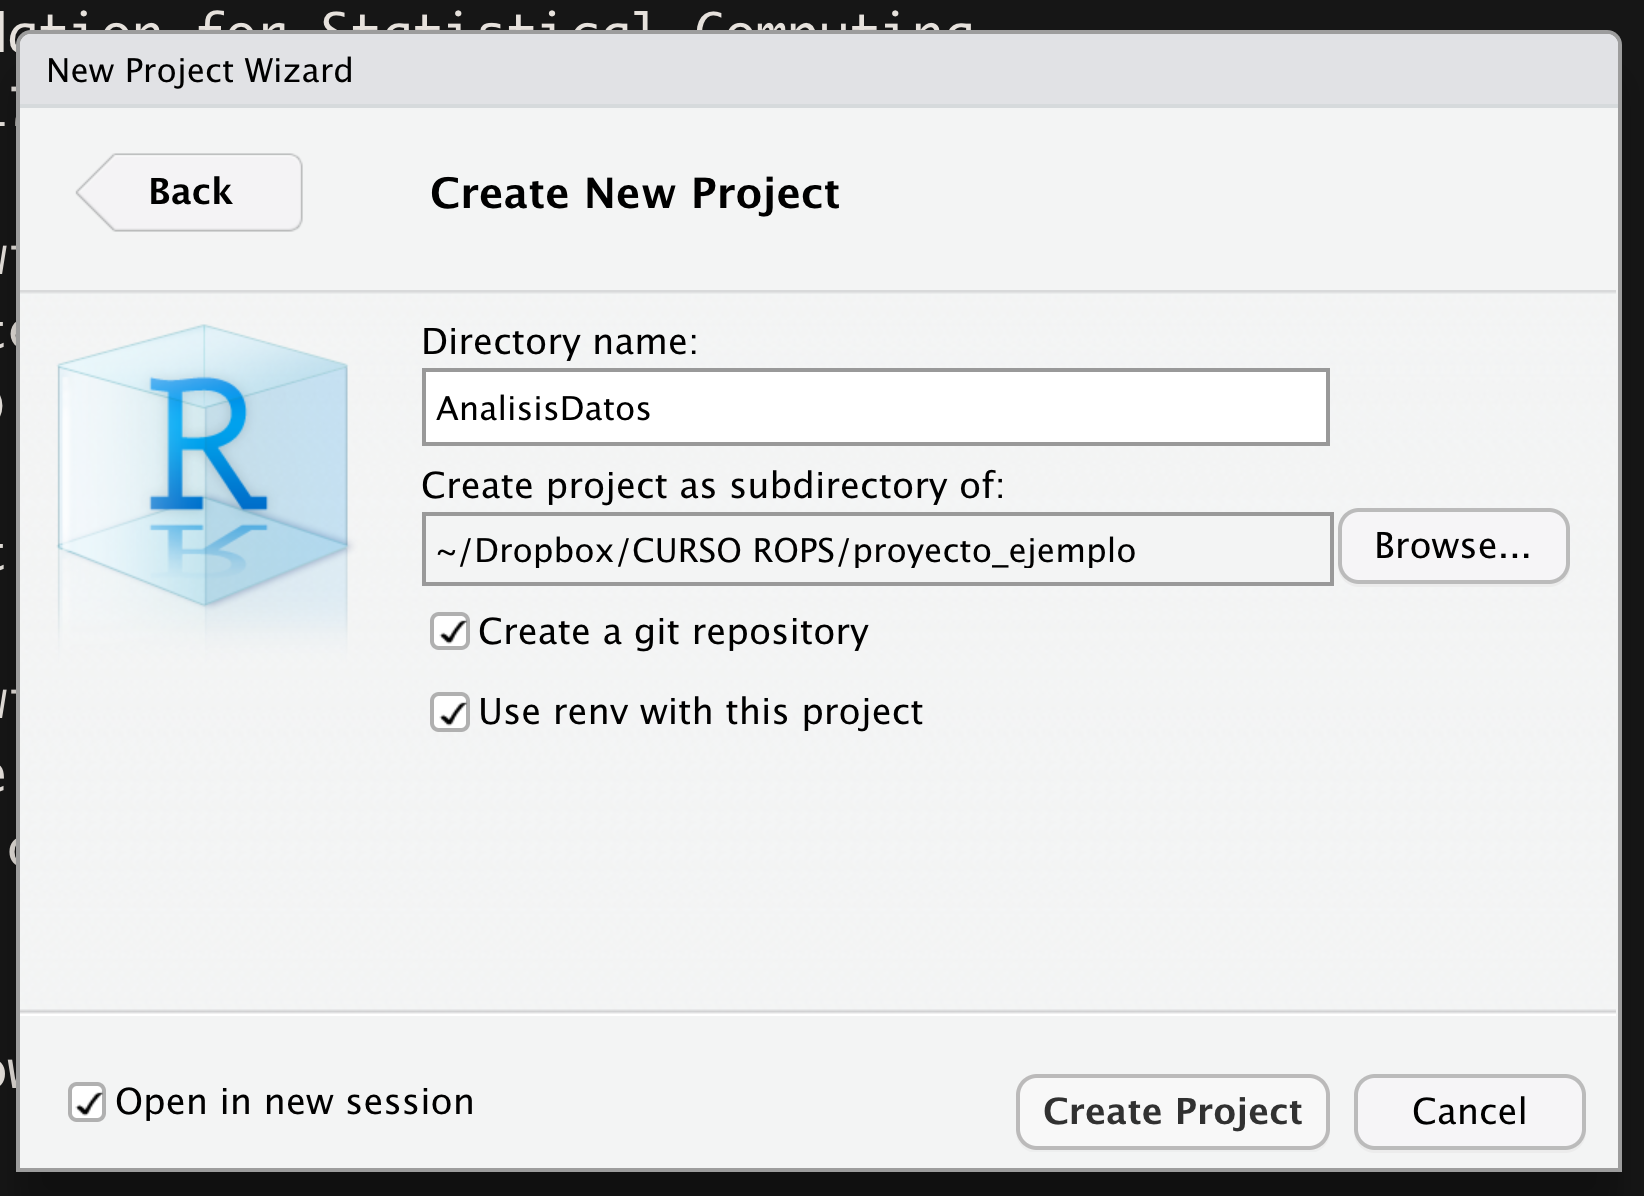 ation for Statistical Computing
New Project Wizard
Back
Create New Project
R
Directory name:
AnalisisDatos
Create project as subdirectory of:
~/Dropbox/CURSO ROPS/proyecto_ejemplo
Browse...
Create a git repository
Use renv with this project
Open in new session
Create Project
Cancel